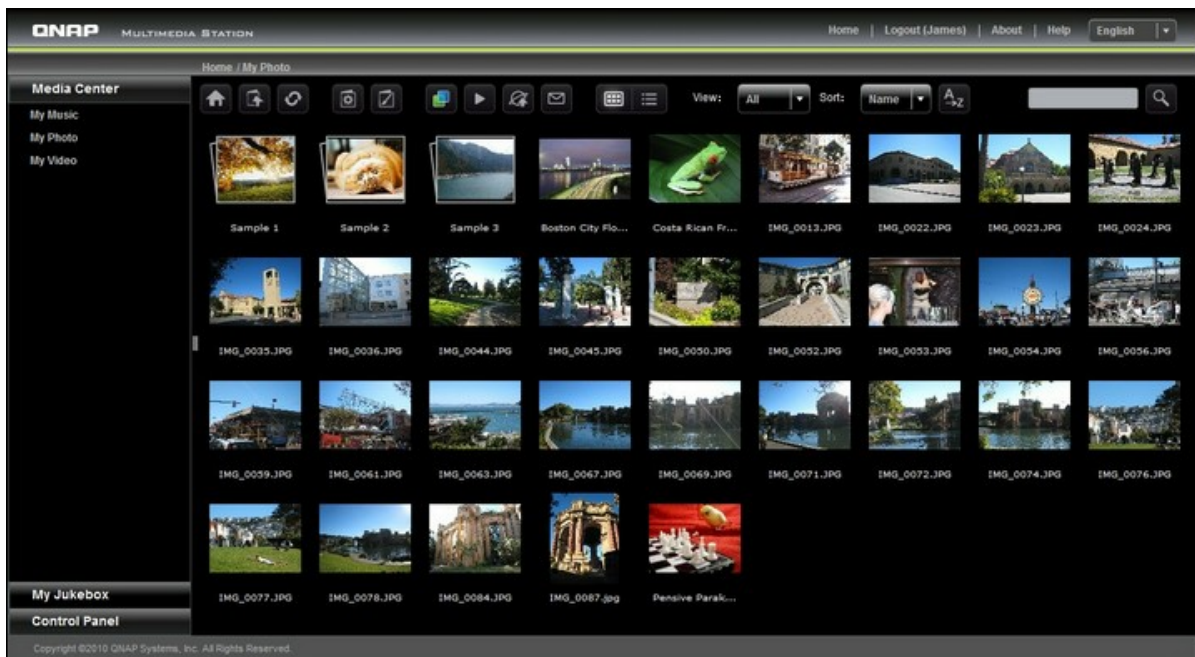 QNAP MULTIMEDIA STATION Home | Logout (James) | About | Help English
Home / My Photo
Media Center
My Music
My Photo
My Video
View: All Sort: Name A→Z
Sample 1 Sample 2 Sample 3 Boston City Flo... Costa Rican Fr... IMG_0013.JPG IMG_0022.JPG IMG_0023.JPG IMG_0024.JPG
IMG_0035.JPG IMG_0036.JPG IMG_0044.JPG IMG_0045.JPG IMG_0050.JPG IMG_0052.JPG IMG_0053.JPG IMG_0054.JPG IMG_0056.JPG
IMG_0059.JPG IMG_0061.JPG IMG_0063.JPG IMG_0067.JPG IMG_0069.JPG IMG_0071.JPG IMG_0072.JPG IMG_0074.JPG IMG_0076.JPG
IMG_0077.JPG IMG_0078.JPG IMG_0084.JPG IMG_0087.jpg Pensive Parak...
My Jukebox
Control Panel
Copyright ©2010 QNAP Systems, Inc. All Rights Reserved.